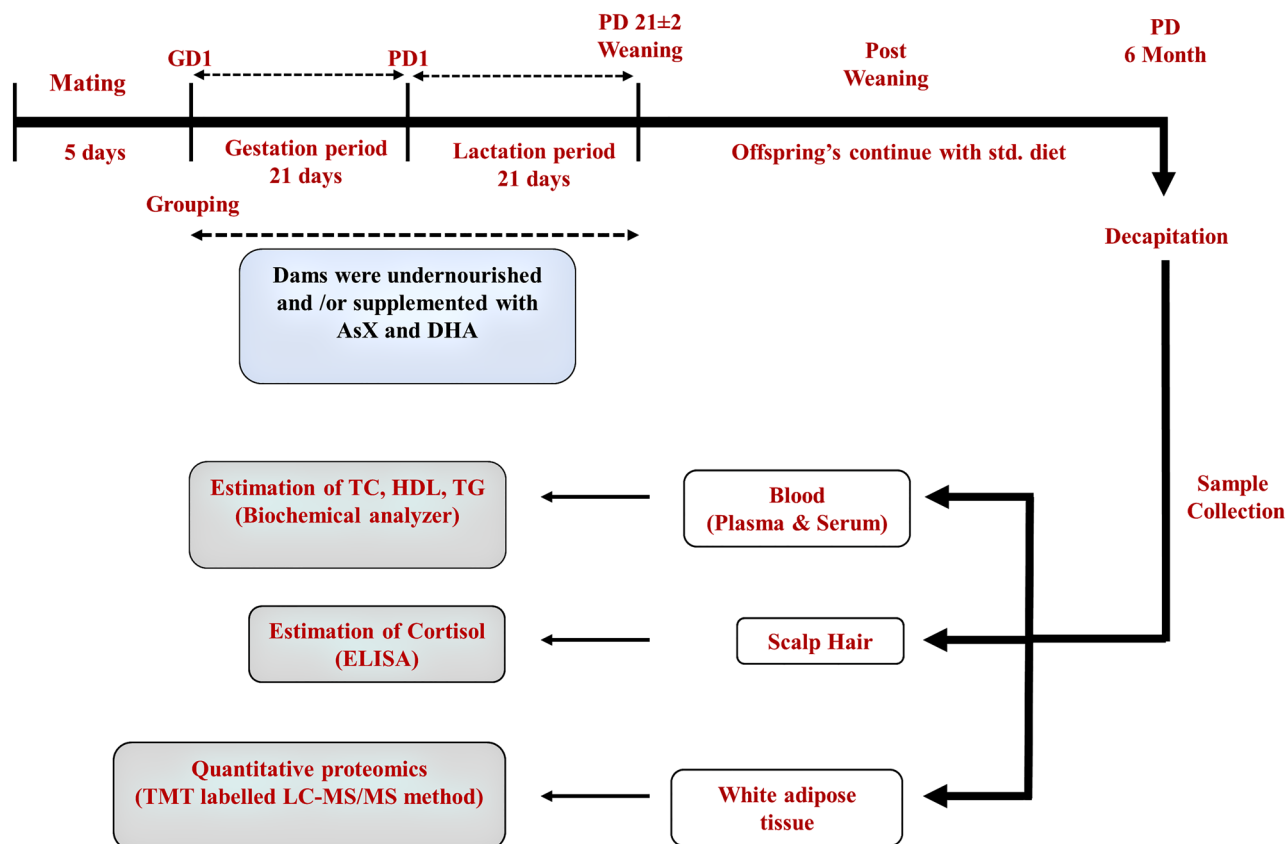 PD 21±2
Weaning
PD
6 Month
GD1
PD1
Post
Weaning
Mating
5 days
Gestation period
21 days
Lactation period
21 days
Offspring's continue with std. diet
Grouping
Decapitation
Dams were undernourished
and /or supplemented with
AsX and DHA
Estimation of TC, HDL, TG
(Biochemical analyzer)
Blood
(Plasma & Serum)
Sample
Collection
Estimation of Cortisol
(ELISA)
Scalp Hair
Quantitative proteomics
(TMT labelled LC-MS/MS method)
White adipose
tissue